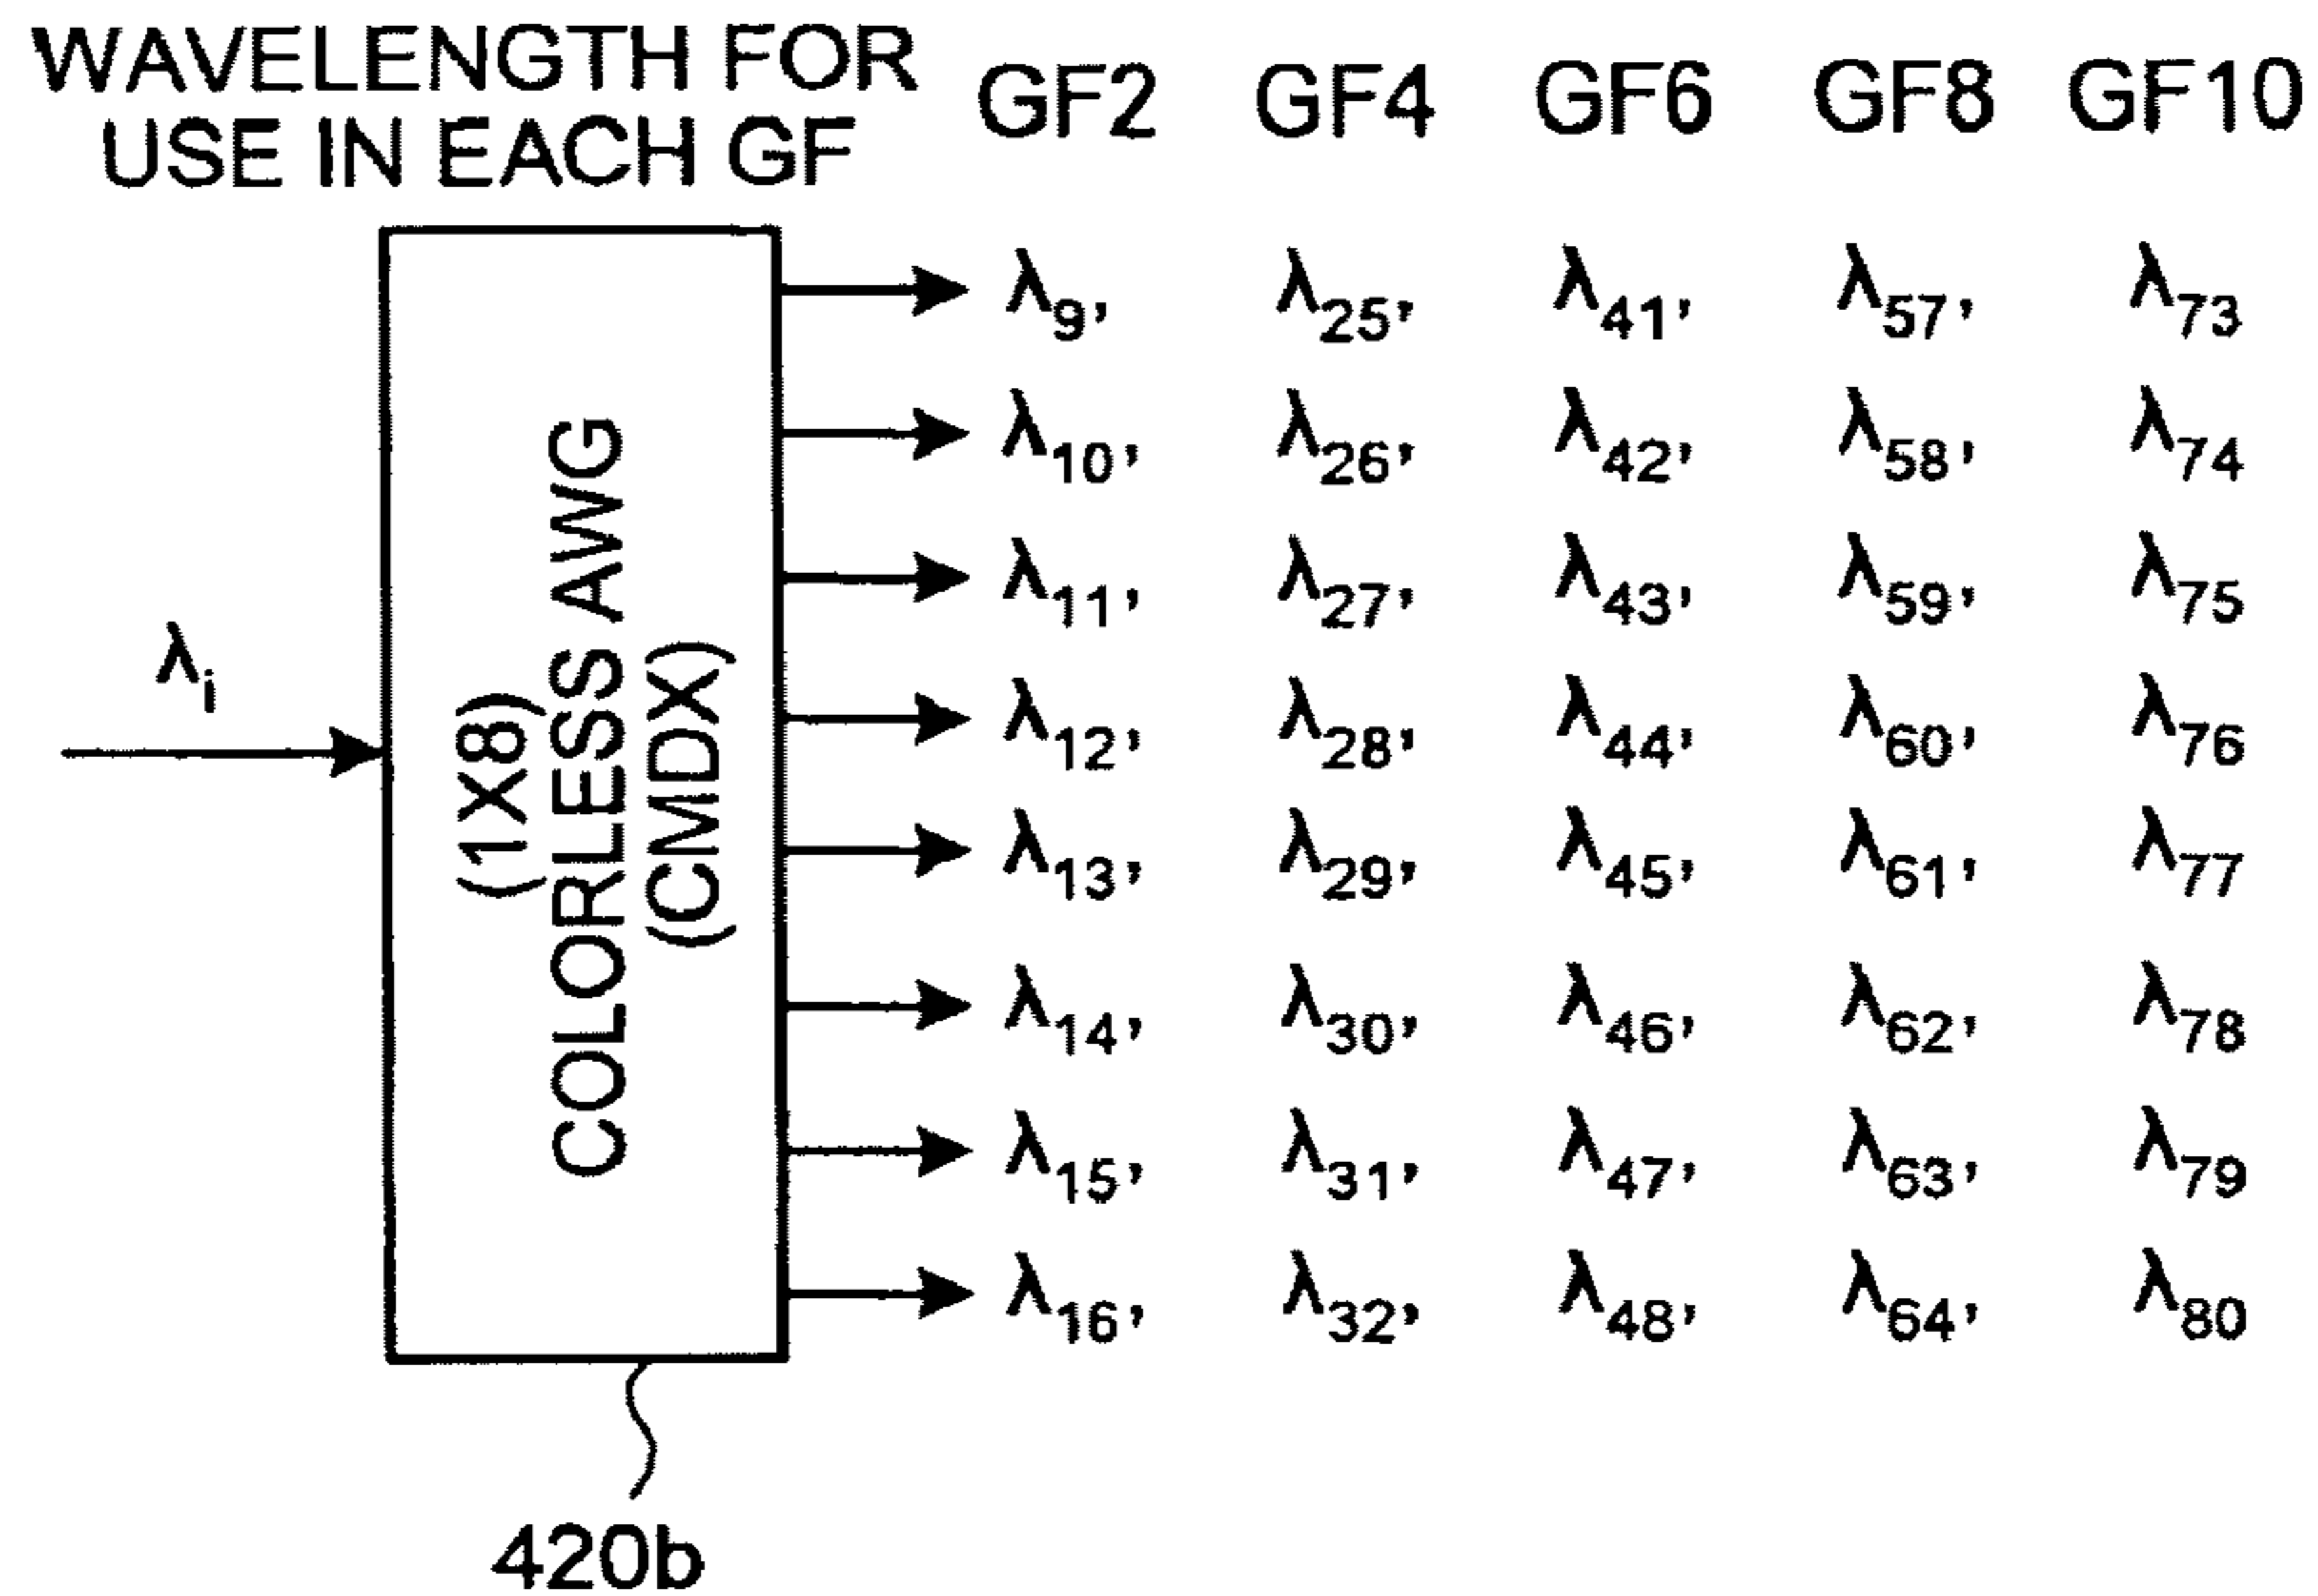 WAVELENGTH FOR
USE IN EACH GF
GF2 GF4 GF6 GF8 GF10
λ9, λ25, λ41, λ57, λ73
λ10, λ26, λ42, λ58, λ74
λ11, λ27, λ43, λ59, λ75
λi
λ12, λ28, λ44, λ60, λ76
λ13, λ29, λ45, λ61, λ77
λ14, λ30, λ46, λ62, λ78
λ15, λ31, λ47, λ63, λ79
λ16, λ32, λ48, λ64, λ80
(1X8)
COLORLESS AWG
(CMDX)
420b